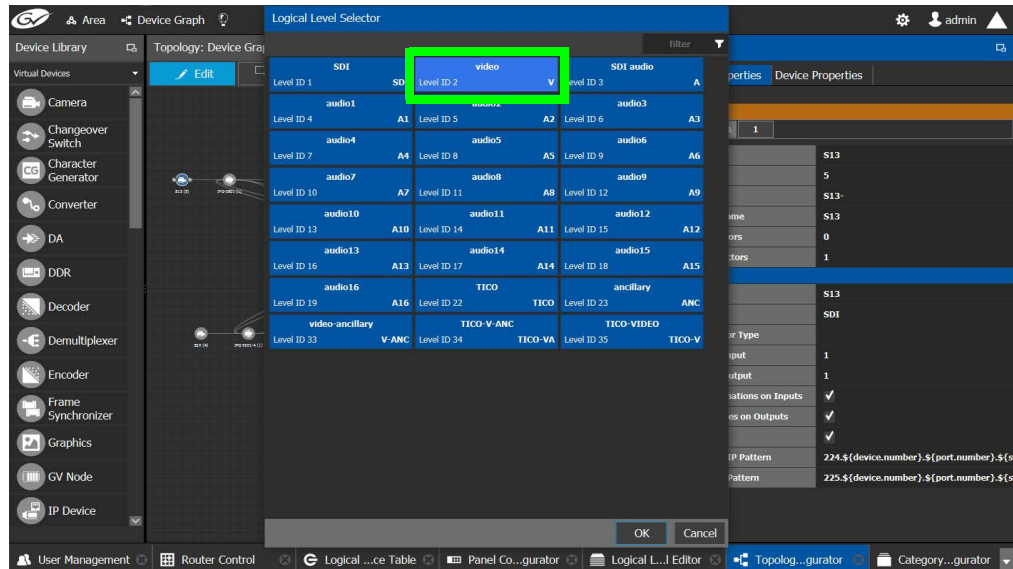 GV Area Device Graph Logical Level Selector admin
Device Library Topology: Device Gra
filter
Virtual Devices
Edit
SDI
Level ID 1 SD
video
Level ID 2 V
SDI audio
evel ID 3 A
audio1
Level ID 4 A1
audio2
Level ID 5 A2
audio3
Level ID 6 A3
audio4
Level ID 7 A4
audio5
Level ID 8 A5
audio6
Level ID 9 A6
audio7
Level ID 10 A7
audio8
Level ID 11 A8
audio9
Level ID 12 A9
audio10
Level ID 13 A10
audio11
Level ID 14 A11
audio12
Level ID 15 A12
audio13
Level ID 16 A13
audio14
Level ID 17 A14
audio15
Level ID 18 A15
audio16
Level ID 19 A16
TICO
Level ID 22 TICO
ancillary
Level ID 23 ANC
video-ancillary
Level ID 33 V-ANC
TICO-V-ANC
Level ID 34 TICO-VA
TICO-VIDEO
Level ID 35 TICO-V
OK Cancel
Camera
Changeover
Switch
CG
Character
Generator
Converter
DA
DDR
Decoder
Demultiplexer
Encoder
Frame
Synchronizer
Graphics
GV Node
IP Device
S13 (5)
perties Device Properties
1
S13
5
S13-
ame S13
ors 0
ctors 1
S13
SDI
or Type
nput 1
utput 1
nations on Inputs
es on Outputs
IP Pattern 224.${device.number}.${port.number}.${s
Pattern 225.${device.number}.${port.number}.${s
User Management Router Control Logical ...ce Table Panel Co...gurator Logical L...l Editor Topolog...gurator Category...gurator